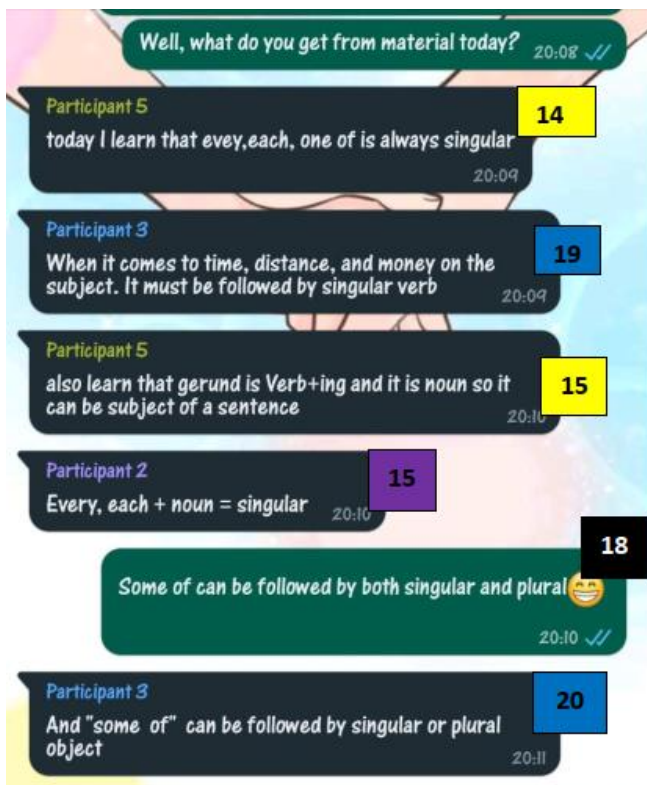 Well, what do you get from material today? 20:08
Participant 5
14
today I learn that evey,each, one of is always singular
20:09
Participant 3
19
When it comes to time, distance, and money on the
subject. It must be followed by singular verb 20:09
Participant 5
also learn that gerund is Verb+ing and it is noun so it
15
can be subject of a sentence 20:10
Participant 2
15
Every, each + noun = singular 20:10
18
Some of can be followed by both singular and plural😁
20:10
Participant 3
20
And "some of" can be followed by singular or plural
object 20:11